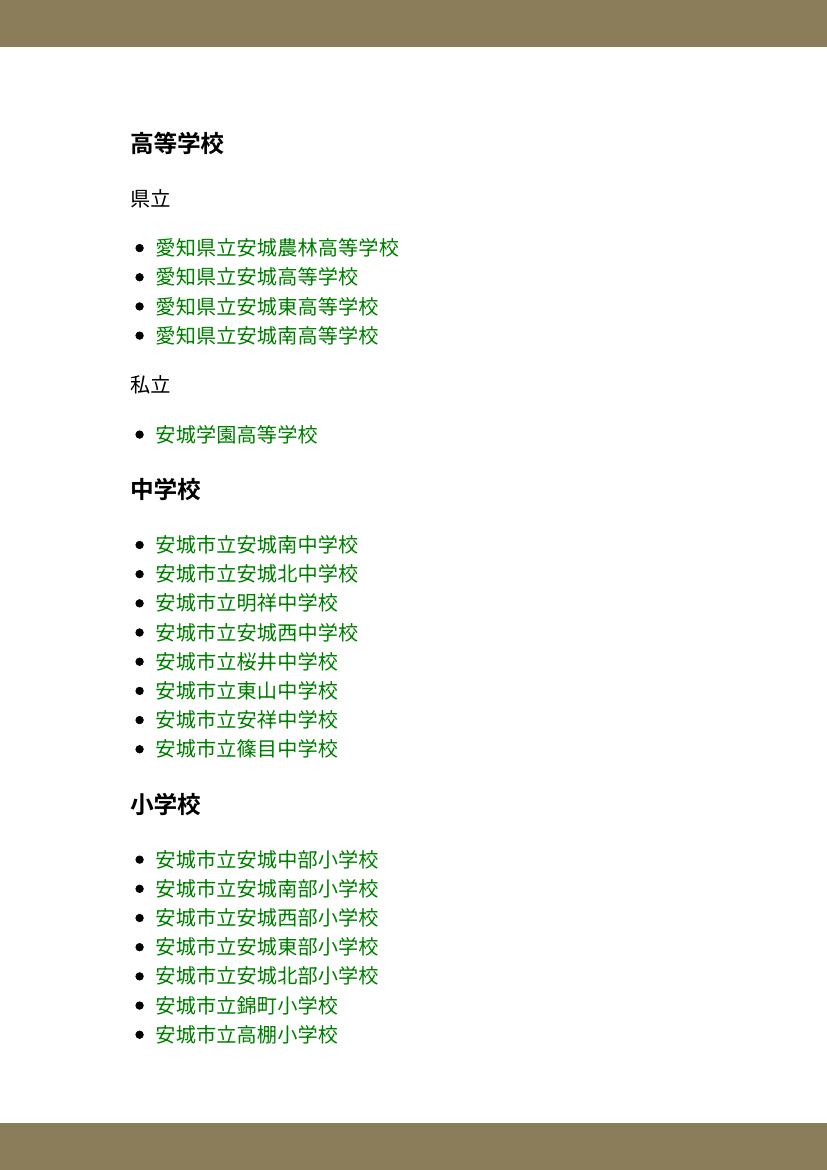 高等学校
県立
愛知県立安城農林高等学校
愛知県立安城高等学校
愛知県立安城東高等学校
愛知県立安城南高等学校
私立
安城学園高等学校
中学校
安城市立安城南中学校
安城市立安城北中学校
安城市立明祥中学校
安城市立安城西中学校
安城市立桜井中学校
安城市立東山中学校
安城市立安祥中学校
安城市立篠目中学校
小学校
安城市立安城中部小学校
安城市立安城南部小学校
安城市立安城西部小学校
安城市立安城東部小学校
安城市立安城北部小学校
安城市立錦町小学校
安城市立高棚小学校